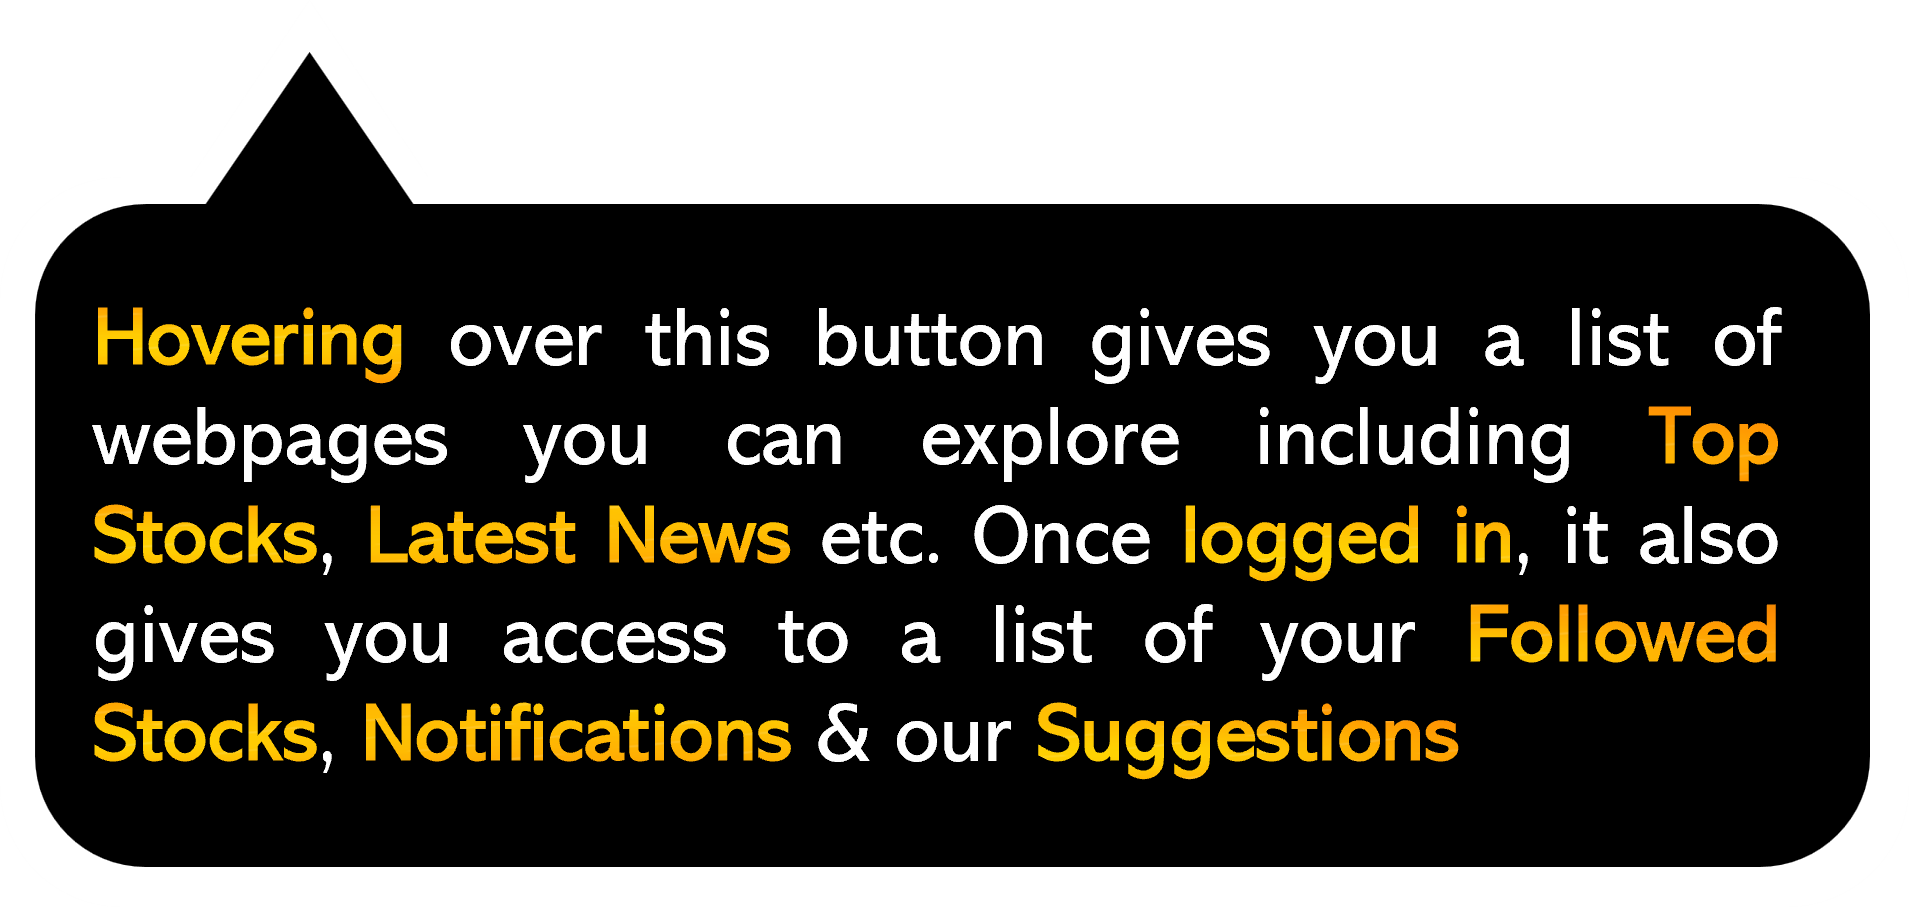 Hovering over this button gives you a list of
webpages you can explore including Top
Stocks, Latest News etc. Once logged in, it also
gives you access to a list of your Followed
Stocks, Notifications & our Suggestions